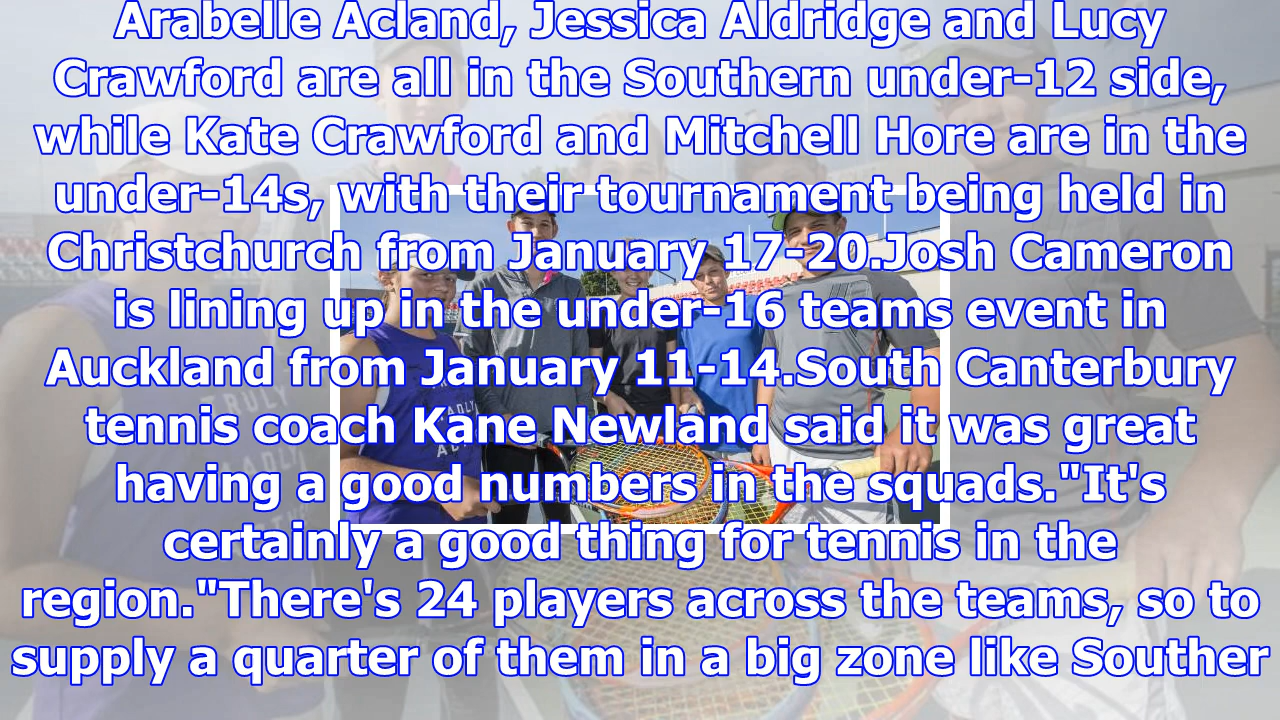 Arabelle Acland, Jessica Aldridge and Lucy
Crawford are all in the Southern under-12 side,
while Kate Crawford and Mitchell Hore are in the
under-14s, with their tournament being held in
Christchurch from January 17-20.Josh Cameron
is lining up in the under-16 teams event in
Auckland from January 11-14.South Canterbury
tennis coach Kane Newland said it was great
having a good numbers in the squads."It's
certainly a good thing for tennis in the
region."There's 24 players across the teams, so to
supply a quarter of them in a big zone like Souther
TRULY